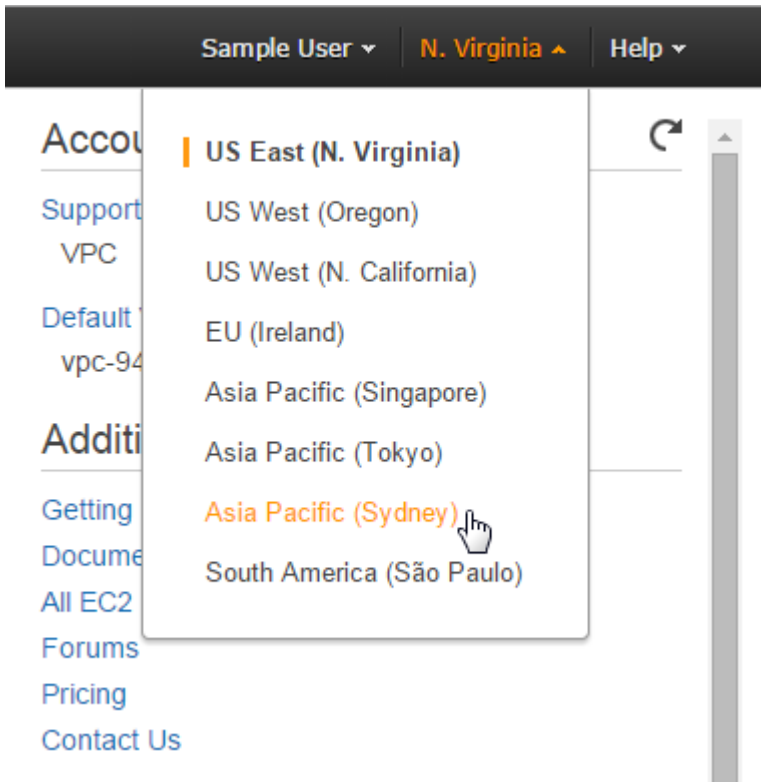 Sample User N. Virginia Help
Accou
US East (N. Virginia)
Support
US West (Oregon)
VPC
US West (N. California)
Default
EU (Ireland)
vpc-94
Asia Pacific (Singapore)
Additi
Asia Pacific (Tokyo)
Getting
Asia Pacific (Sydney)
Docume
South America (São Paulo)
All EC2
Forums
Pricing
Contact Us